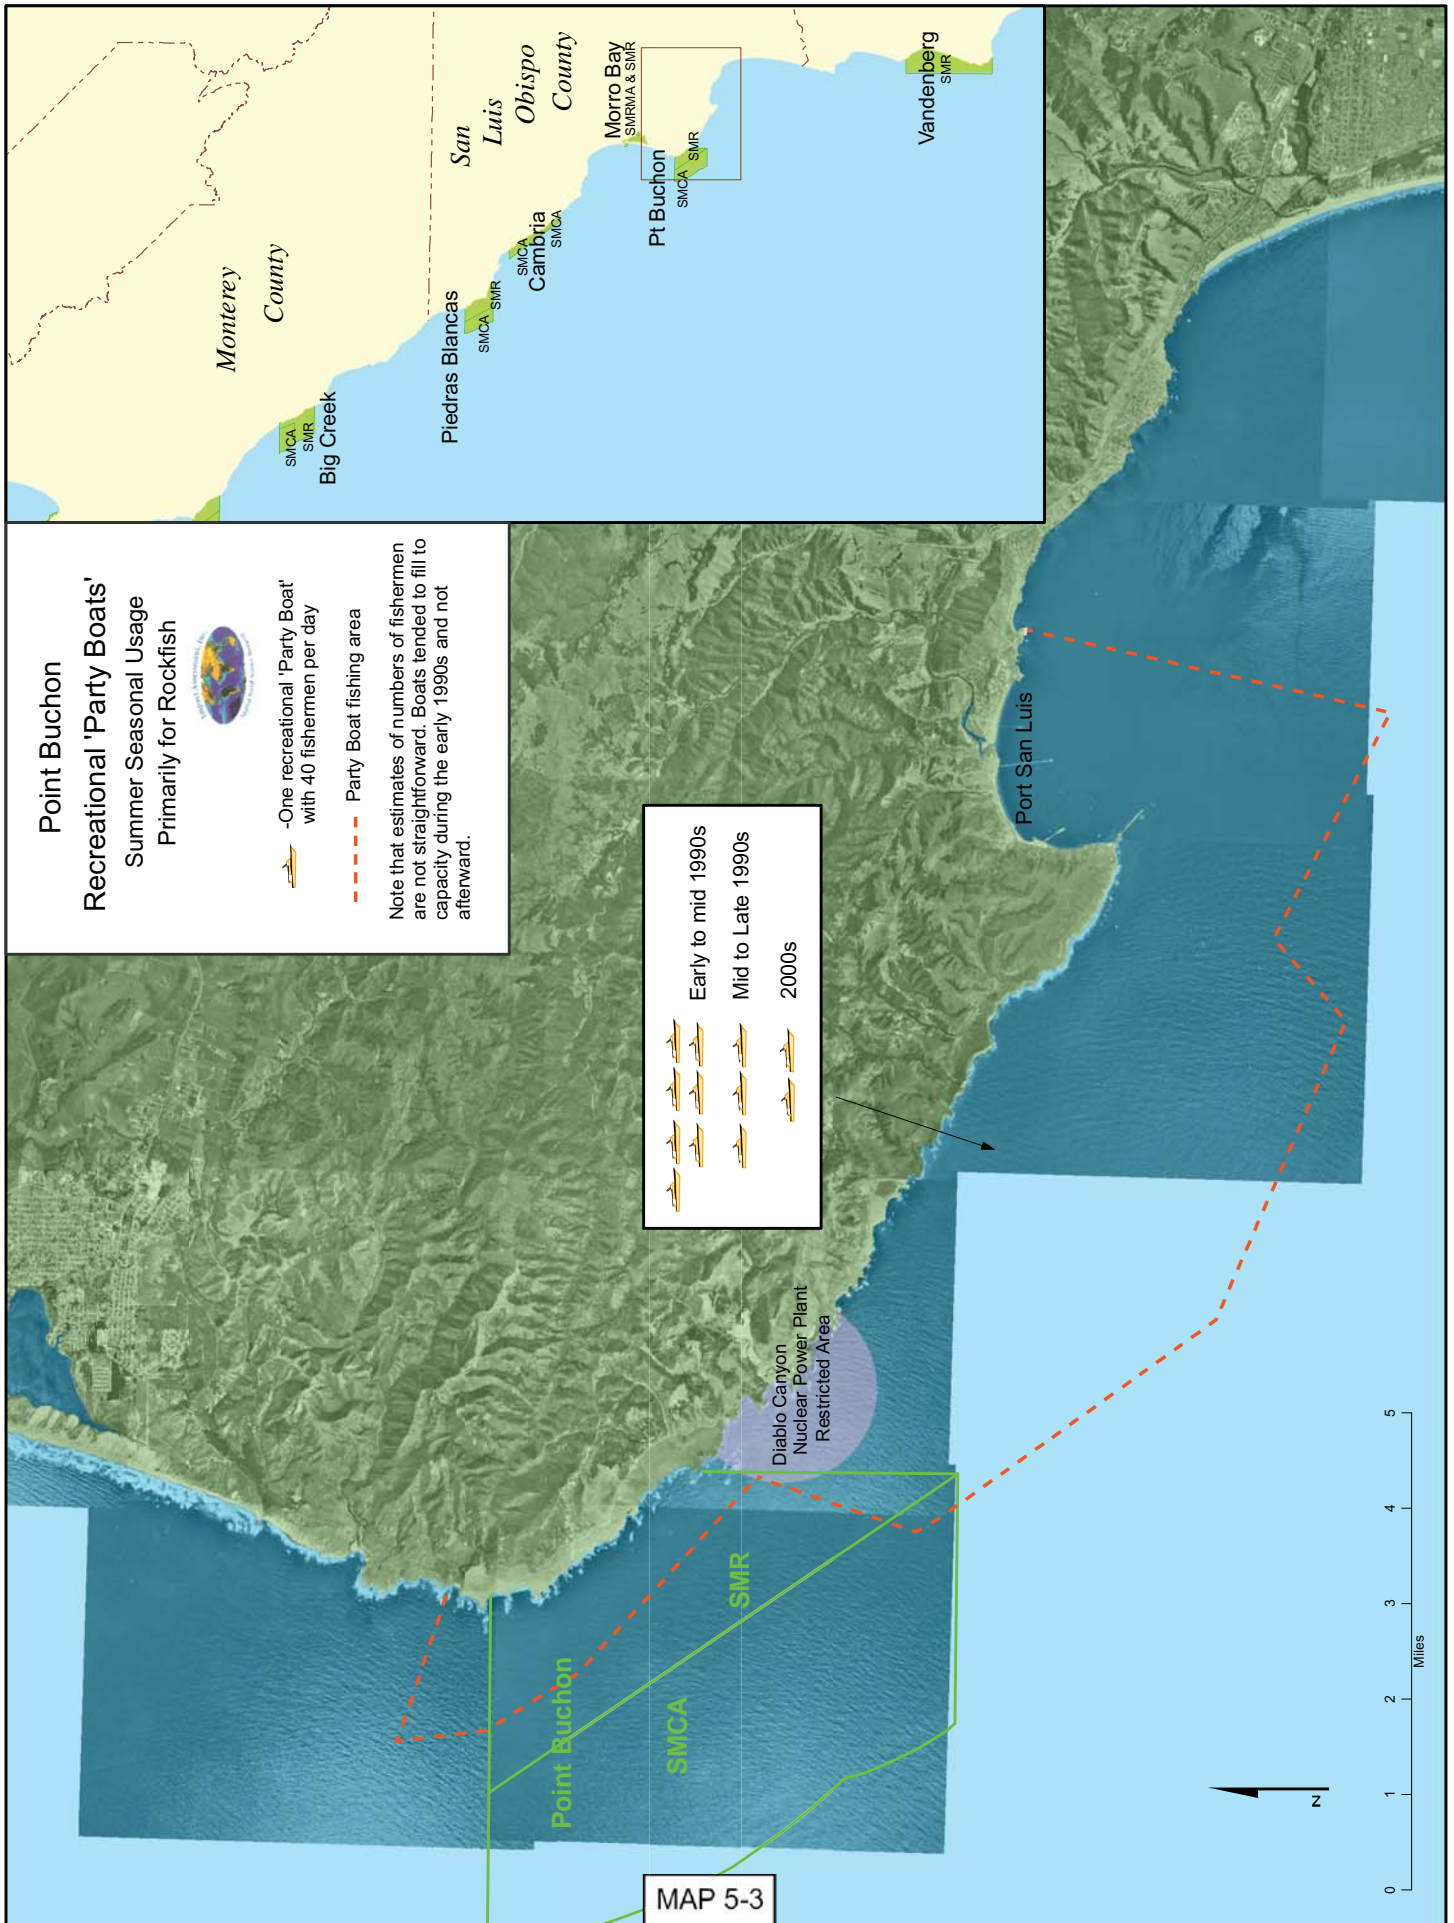 Point Buchon
Recreational 'Party Boats'
Summer Seasonal Usage
Primarily for Rockfish
-One recreational 'Party Boat'
with 40 fishermen per day
Party Boat fishing area
Note that estimates of numbers of fishermen
are not straightforward. Boats tended to fill to
capacity during the early 1990s and not
afterward.
Monterey
County
San
Luis
Obispo
County
SMCA
SMR
Big Creek
Piedras Blancas
SMCA
SMR
SMCA
Cambria
SMCA
Morro Bay
SMRMA & SMR
Pt Buchon
SMCA
SMR
Vandenberg
SMR
Early to mid 1990s
Mid to Late 1990s
2000s
Port San Luis
Diablo Canyon
Nuclear Power Plant
Restricted Area
Point Buchon
SMR
SMCA
N
0 1 2 3 4 5
Miles
MAP 5-3